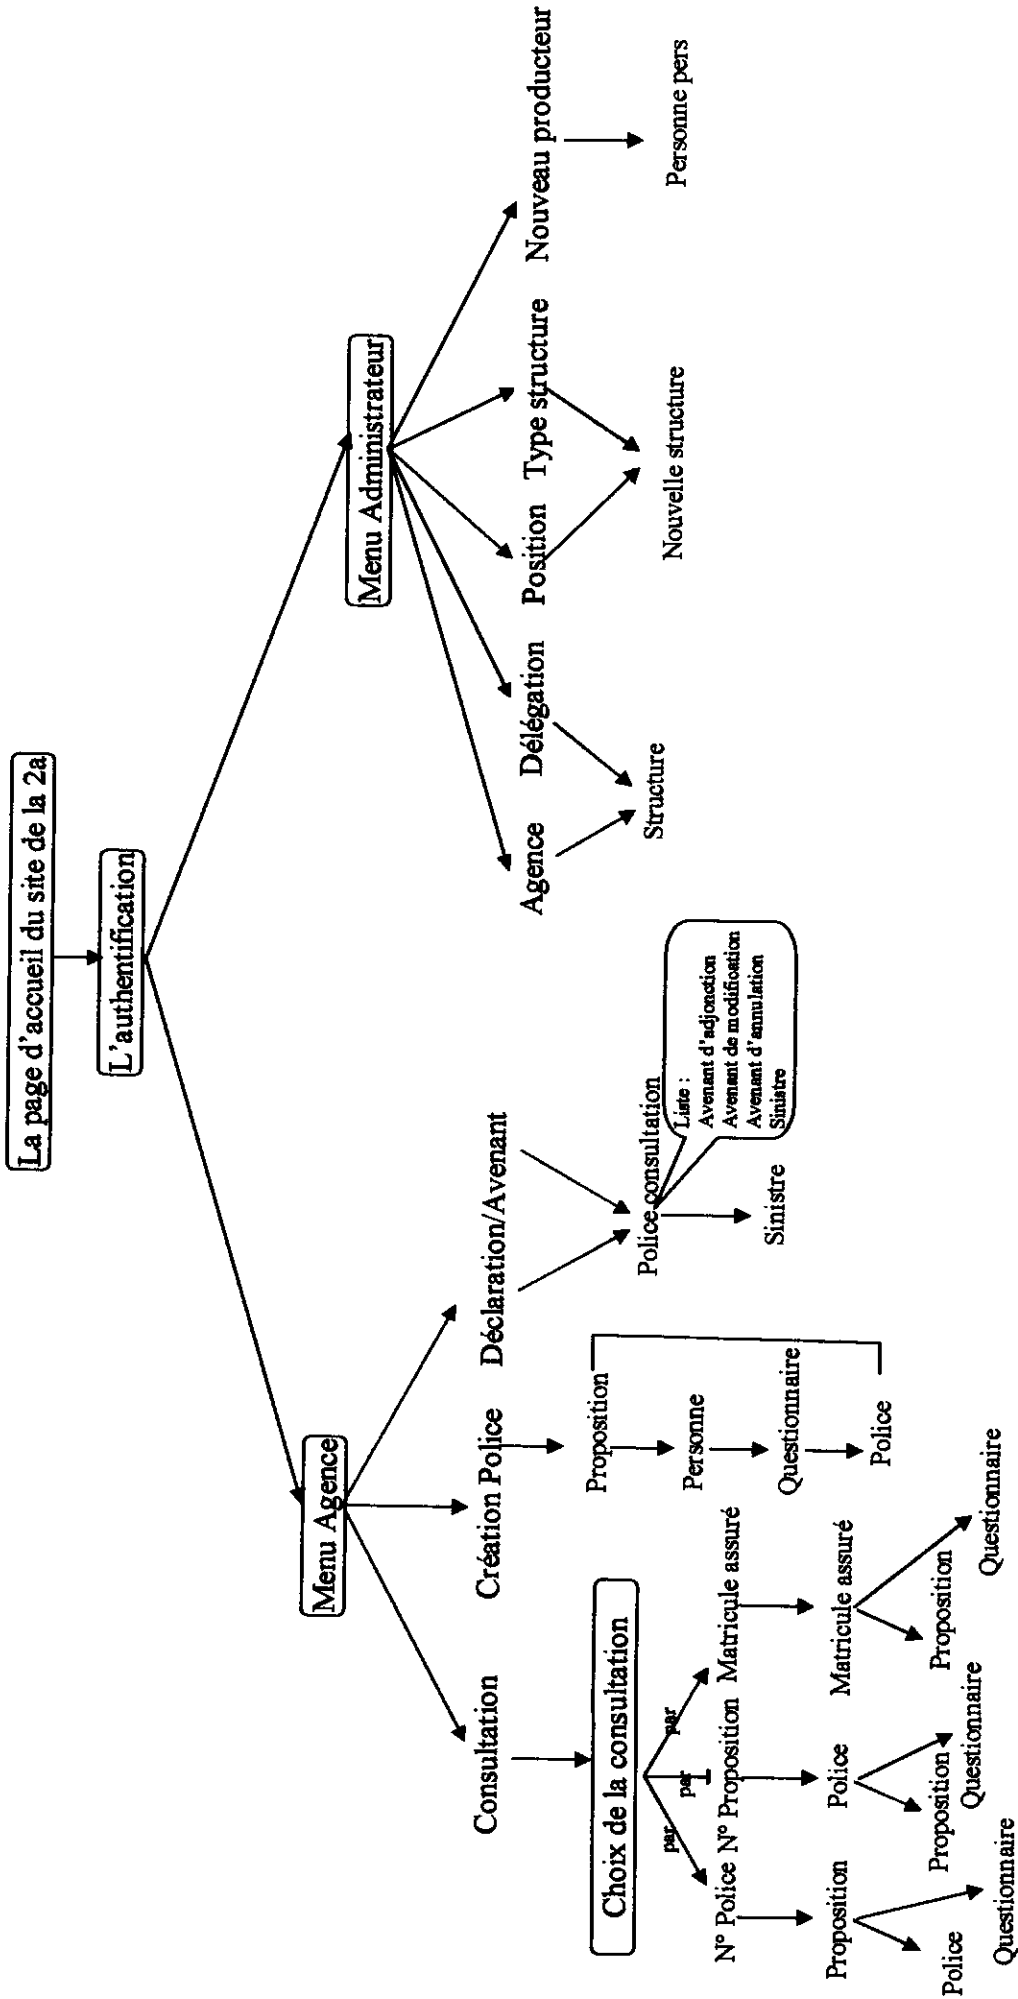 La page d'accueil du site de la 2a
L'authentification
Menu Agence
Menu Administrateur
Consultation
Création Police
Déclaration/Avenant
Agence
Délégation
Position
Type structure
Nouveau producteur
Choix de la consultation
Proposition
Personne
Questionnaire
Police
Police consultation
Liste :
Avenant d'adjonction
Avenant de modification
Avenant d'annulation
Sinistre
Sinistre
Structure
Nouvelle structure
Personne pers
par
par
par
N° Police
N° Proposition
Matricule assuré
Proposition
Police
Matricule assuré
Police
Questionnaire
Proposition
Questionnaire
Proposition
Questionnaire